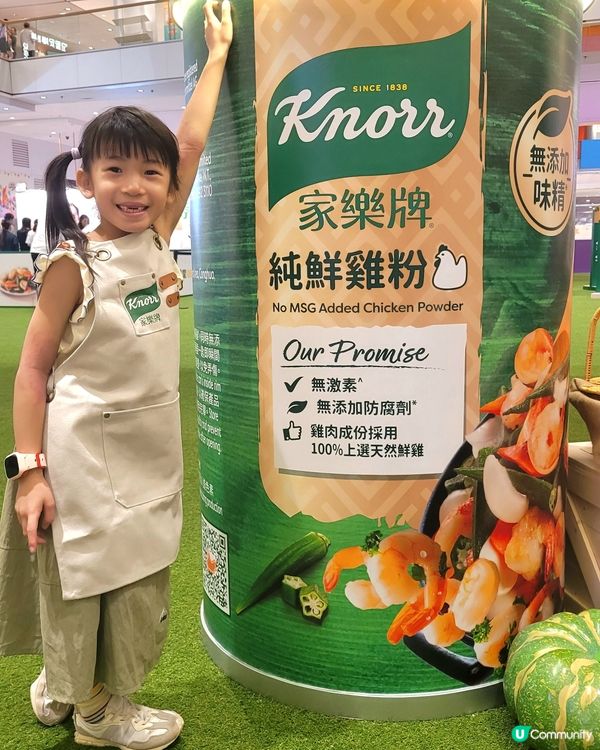 SINCE 1838
Knorr
家樂牌
純鮮雞粉
No MSG Added Chicken Powder
Our Promise
無激素^
無添加防腐劑*
雞肉成份採用
100%上選天然鮮雞
無添加
味精
Knorr
家樂牌
U Community